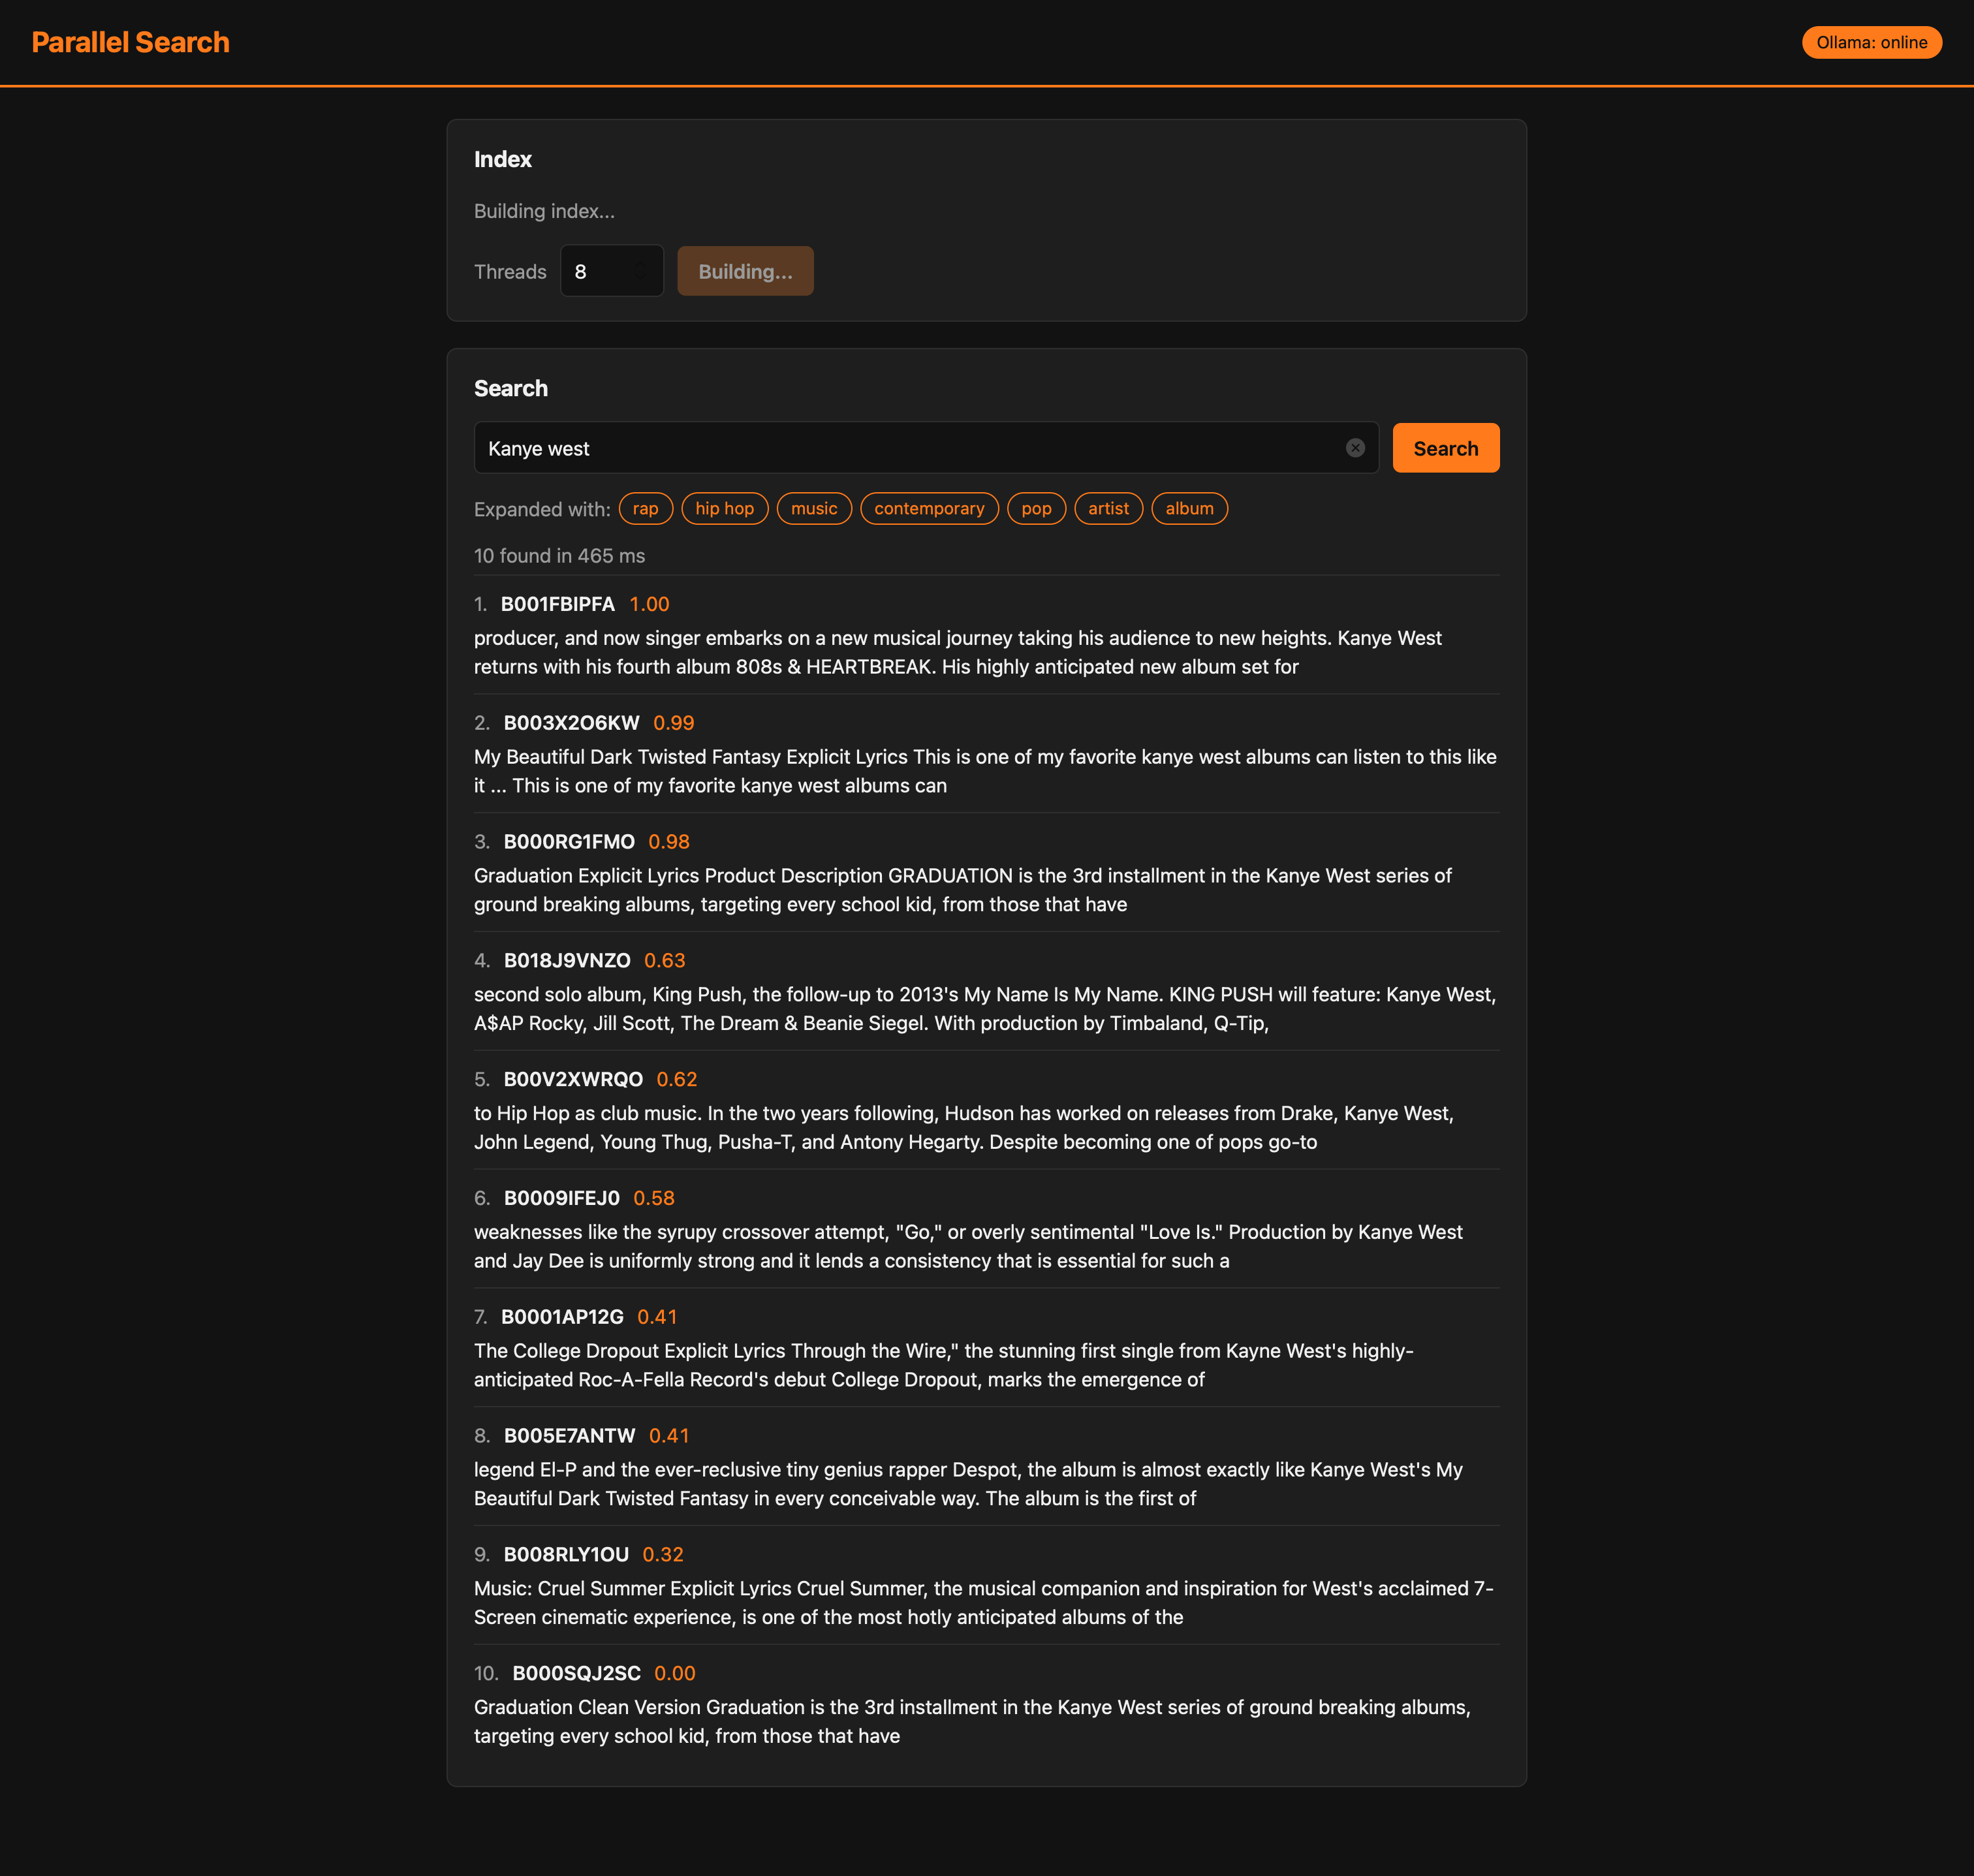 Parallel Search
Ollama: online
Index
Building index...
Threads 8 Building...
Search
Kanye west Search
Expanded with: rap hip hop music contemporary pop artist album
10 found in 465 ms
1. B001FBIPFA 1.00
producer, and now singer embarks on a new musical journey taking his audience to new heights. Kanye West
returns with his fourth album 808s & HEARTBREAK. His highly anticipated new album set for
2. B003X2O6KW 0.99
My Beautiful Dark Twisted Fantasy Explicit Lyrics This is one of my favorite kanye west albums can listen to this like
it ... This is one of my favorite kanye west albums can
3. B000RG1FMO 0.98
Graduation Explicit Lyrics Product Description GRADUATION is the 3rd installment in the Kanye West series of
ground breaking albums, targeting every school kid, from those that have
4. B018J9VNZO 0.63
second solo album, King Push, the follow-up to 2013's My Name Is My Name. KING PUSH will feature: Kanye West,
A$AP Rocky, Jill Scott, The Dream & Beanie Siegel. With production by Timbaland, Q-Tip,
5. B00V2XWRQO 0.62
to Hip Hop as club music. In the two years following, Hudson has worked on releases from Drake, Kanye West,
John Legend, Young Thug, Pusha-T, and Antony Hegarty. Despite becoming one of pops go-to
6. B0009IFEJ0 0.58
weaknesses like the syrupy crossover attempt, "Go," or overly sentimental "Love Is." Production by Kanye West
and Jay Dee is uniformly strong and it lends a consistency that is essential for such a
7. B0001AP12G 0.41
The College Dropout Explicit Lyrics Through the Wire," the stunning first single from Kayne West's highly-
anticipated Roc-A-Fella Record's debut College Dropout, marks the emergence of
8. B005E7ANTW 0.41
legend El-P and the ever-reclusive tiny genius rapper Despot, the album is almost exactly like Kanye West's My
Beautiful Dark Twisted Fantasy in every conceivable way. The album is the first of
9. B008RLY1OU 0.32
Music: Cruel Summer Explicit Lyrics Cruel Summer, the musical companion and inspiration for West's acclaimed 7-
Screen cinematic experience, is one of the most hotly anticipated albums of the
10. B000SQJ2SC 0.00
Graduation Clean Version Graduation is the 3rd installment in the Kanye West series of ground breaking albums,
targeting every school kid, from those that have